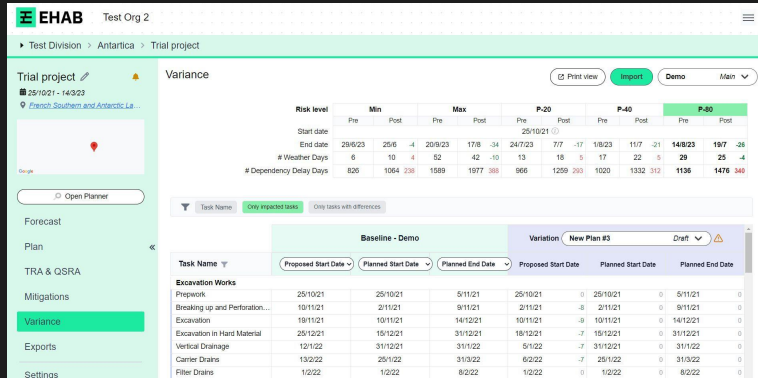 EHAB Test Org 2
Test Division > Antartica > Trial project
Trial project
25/10/21 - 14/3/23
French Southern and Antarctic La...
Google
Open Planner
Forecast
Plan
TRA & QSRA
Mitigations
Variance
Exports
Settings
Variance
Print view Import Demo Main
Risk level Min Max P-20 P-40 P-80
Pre Post Pre Post Pre Post Pre Post Pre Post
Start date 25/10/21
End date 29/6/23 25/6 -4 20/9/23 17/8 -34 24/7/23 7/7 -17 1/8/23 11/7 -21 14/8/23 19/7 -26
# Weather Days 6 10 4 52 42 -10 13 18 5 17 22 5 29 25 -4
# Dependency Delay Days 826 1064 238 1589 1977 388 966 1259 293 1020 1332 312 1136 1476 340
Task Name Only impacted tasks Only tasks with differences
Baseline - Demo Variation New Plan #3 Draft
Task Name Proposed Start Date Planned Start Date Planned End Date Proposed Start Date Planned Start Date Planned End Date
Excavation Works
Prepwork 25/10/21 25/10/21 5/11/21 25/10/21 0 25/10/21 0 5/11/21 0
Breaking up and Perforation... 10/11/21 2/11/21 9/11/21 2/11/21 -8 2/11/21 0 9/11/21 0
Excavation 19/11/21 10/11/21 14/12/21 10/11/21 -9 10/11/21 0 14/12/21 0
Excavation in Hard Material 25/12/21 15/12/21 31/12/21 18/12/21 -7 15/12/21 0 31/12/21 0
Vertical Drainage 12/1/22 31/12/21 31/1/22 5/1/22 -7 31/12/21 0 31/1/22 0
Carrier Drains 13/2/22 25/1/22 31/3/22 6/2/22 -7 25/1/22 0 31/3/22 0
Filter Drains 1/2/22 1/2/22 8/2/22 1/2/22 0 1/2/22 0 8/2/22 0